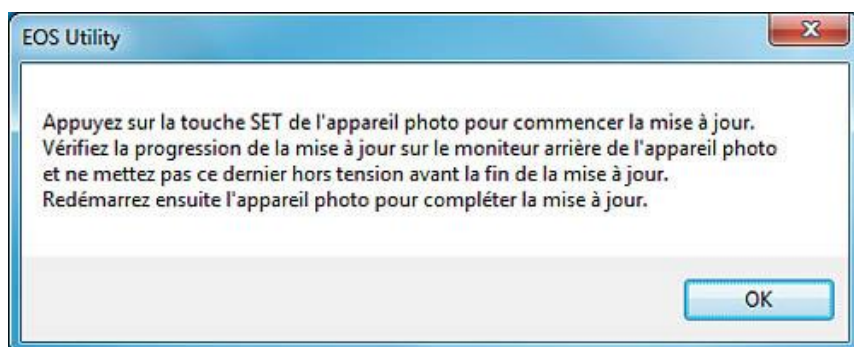 EOS Utility
Appuyez sur la touche SET de l'appareil photo pour commencer la mise à jour.
Vérifiez la progression de la mise à jour sur le moniteur arrière de l'appareil photo
et ne mettez pas ce dernier hors tension avant la fin de la mise à jour.
Redémarrez ensuite l'appareil photo pour compléter la mise à jour.
OK